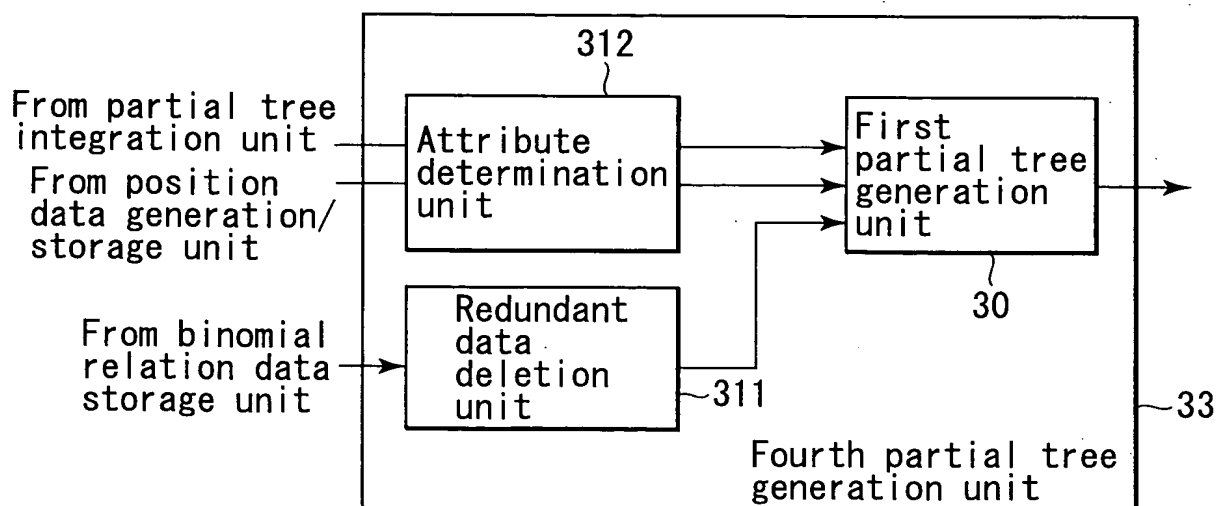 312
From partial tree
integration unit
From position
data generation/
storage unit
Attribute
determination
unit
First
partial tree
generation
unit
30
From binomial
relation data
storage unit
Redundant
data
deletion
unit
311
33
Fourth partial tree
generation unit